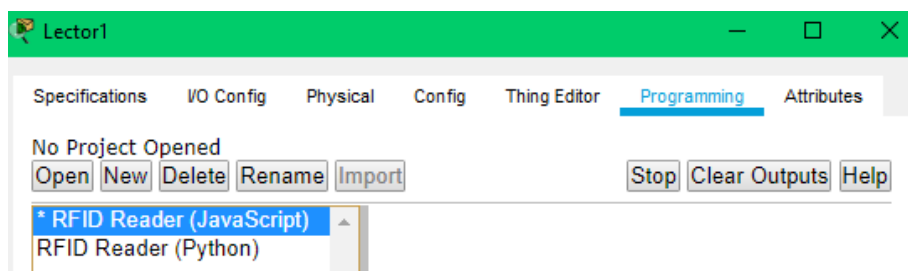 Lector1
Specifications I/O Config Physical Config Thing Editor Programming Attributes
No Project Opened
Open New Delete Rename Import Stop Clear Outputs Help
* RFID Reader (JavaScript)
RFID Reader (Python)